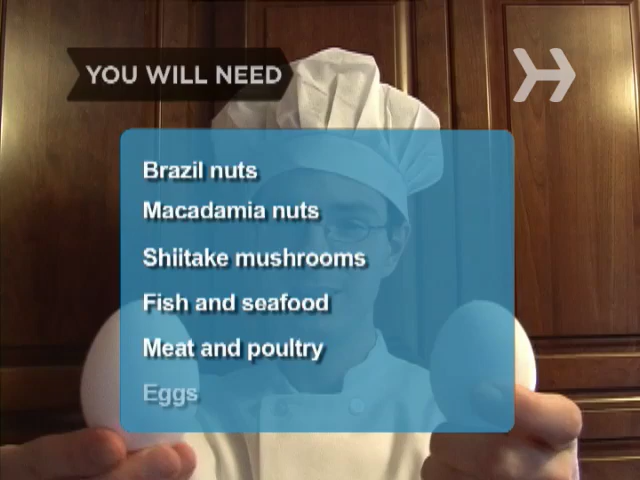 YOU WILL NEED
Brazil nuts
Macadamia nuts
Shiitake mushrooms
Fish and seafood
Meat and poultry
Eggs